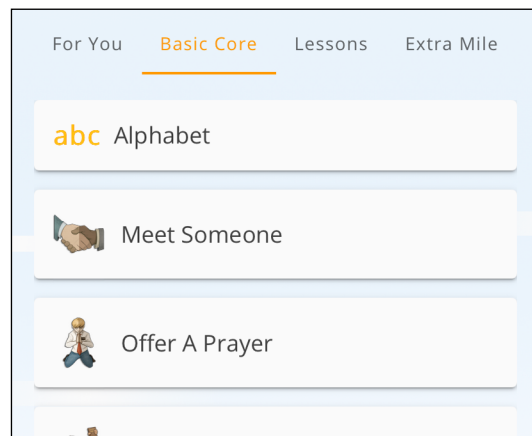 For You Basic Core Lessons Extra Mile
abc Alphabet
Meet Someone
Offer A Prayer